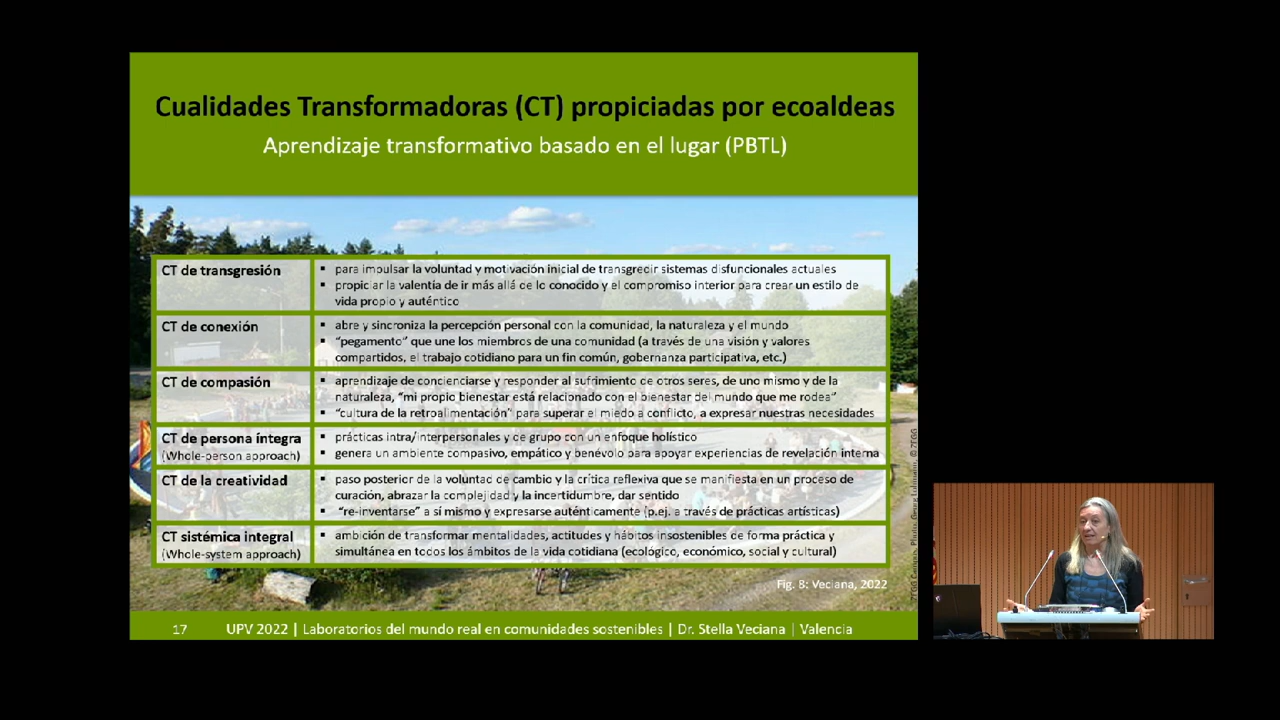 Cualidades Transformadoras (CT) propiciadas por ecoaldeas
Aprendizaje transformativo basado en el lugar (PBTL)
CT de transgresión
▪ para impulsar la voluntad y motivación inicial de transgredir sistemas disfuncionales actuales
▪ propiciar la valentía de ir más allá de lo conocido y el compromiso interior para crear un estilo de
vida propio y auténtico
CT de conexión
▪ abre y sincroniza la percepción personal con la comunidad, la naturaleza y el mundo
▪ “pegamento” que une los miembros de una comunidad (a través de una visión y valores
compartidos, el trabajo cotidiano para un fin común, gobernanza participativa, etc.)
CT de compasión
▪ aprendizaje de concienciarse y responder al sufrimiento de otros seres, de uno mismo y de la
naturaleza, “mi propio bienestar está relacionado con el bienestar del mundo que me rodea”
▪ “cultura de la retroalimentación” para superar el miedo a conflicto, a expresar nuestras necesidades
CT de persona íntegra
(Whole-person approach)
▪ prácticas intra/interpersonales y de grupo con un enfoque holístico
▪ genera un ambiente compasivo, empático y benévolo para apoyar experiencias de revelación interna
CT de la creatividad
▪ paso posterior de la voluntad de cambio y la crítica reflexiva que se manifiesta en un proceso de
curación, abrazar la complejidad y la incertidumbre, dar sentido
▪ “re-inventarse” a sí mismo y expresarse auténticamente (p.ej. a través de prácticas artísticas)
CT sistémica integral
(Whole-system approach)
▪ ambición de transformar mentalidades, actitudes y hábitos insostenibles de forma práctica y
simultánea en todos los ámbitos de la vida cotidiana (ecológico, económico, social y cultural)
Fig. 8: Veciana, 2022
17 UPV 2022 | Laboratorios del mundo real en comunidades sostenibles | Dr. Stella Veciana | Valencia